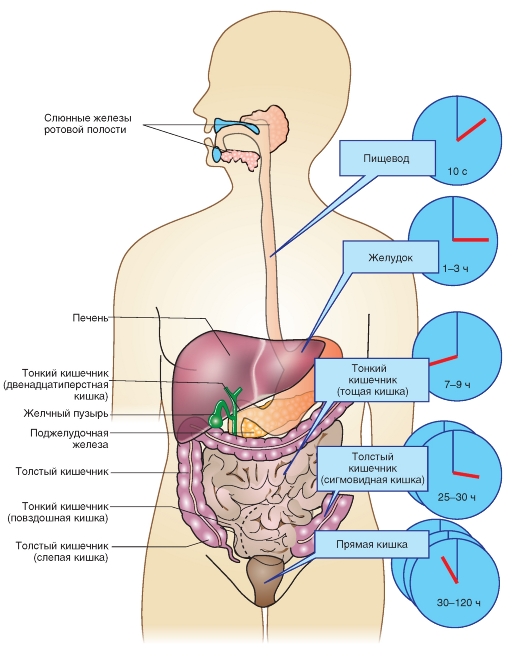 Слюнные железы
ротовой полости
Пищевод
10 с
Желудок
1–3 ч
Печень
Тонкий кишечник
(двенадцатиперстная
кишка)
Желчный пузырь
Поджелудочная
железа
Толстый кишечник
Тонкий кишечник
(повздошная кишка)
Толстый кишечник
(слепая кишка)
Тонкий
кишечник
(тощая кишка)
7–9 ч
Толстый
кишечник
(сигмовидная кишка)
25–30 ч
Прямая кишка
30–120 ч